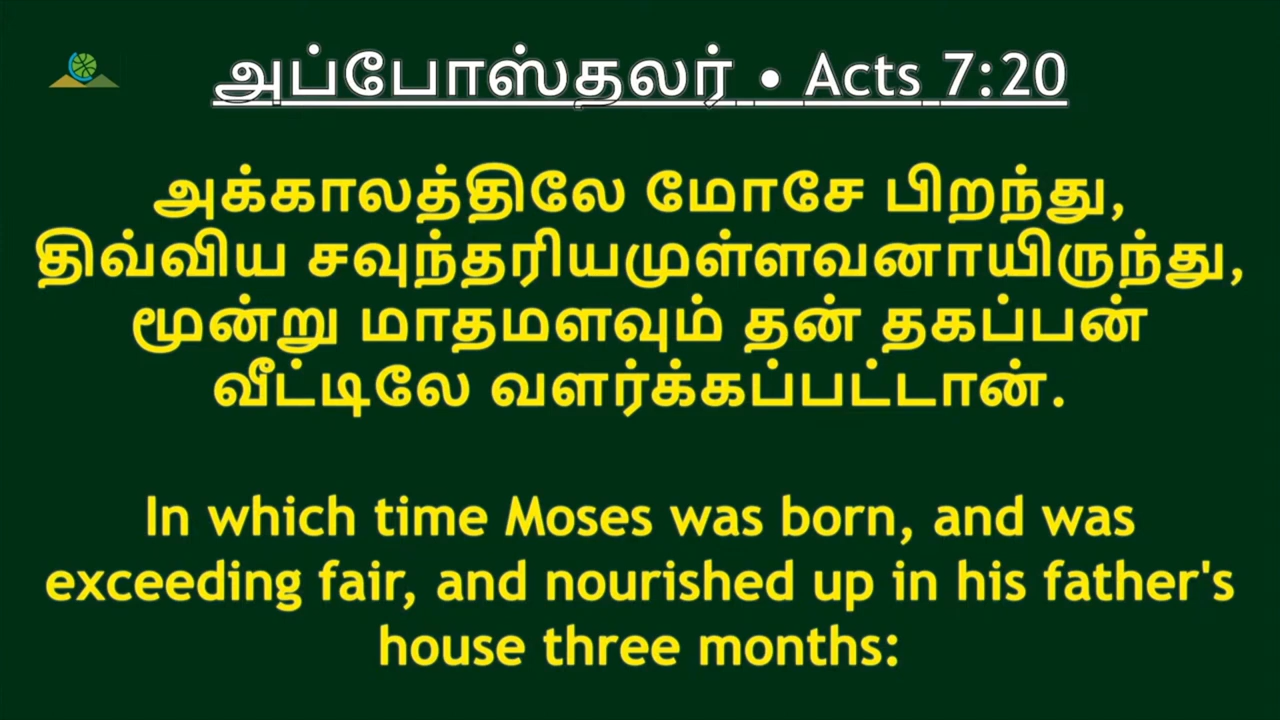 அப்போஸ்தலர் • Acts 7:20
அக்காலத்திலே மோசே பிறந்து,
திவ்விய சவுந்தரியமுள்ளவனாயிருந்து,
மூன்று மாதமளவும் தன் தகப்பன்
வீட்டிலே வளர்க்கப்பட்டான்.
In which time Moses was born, and was
exceeding fair, and nourished up in his father's
house three months: